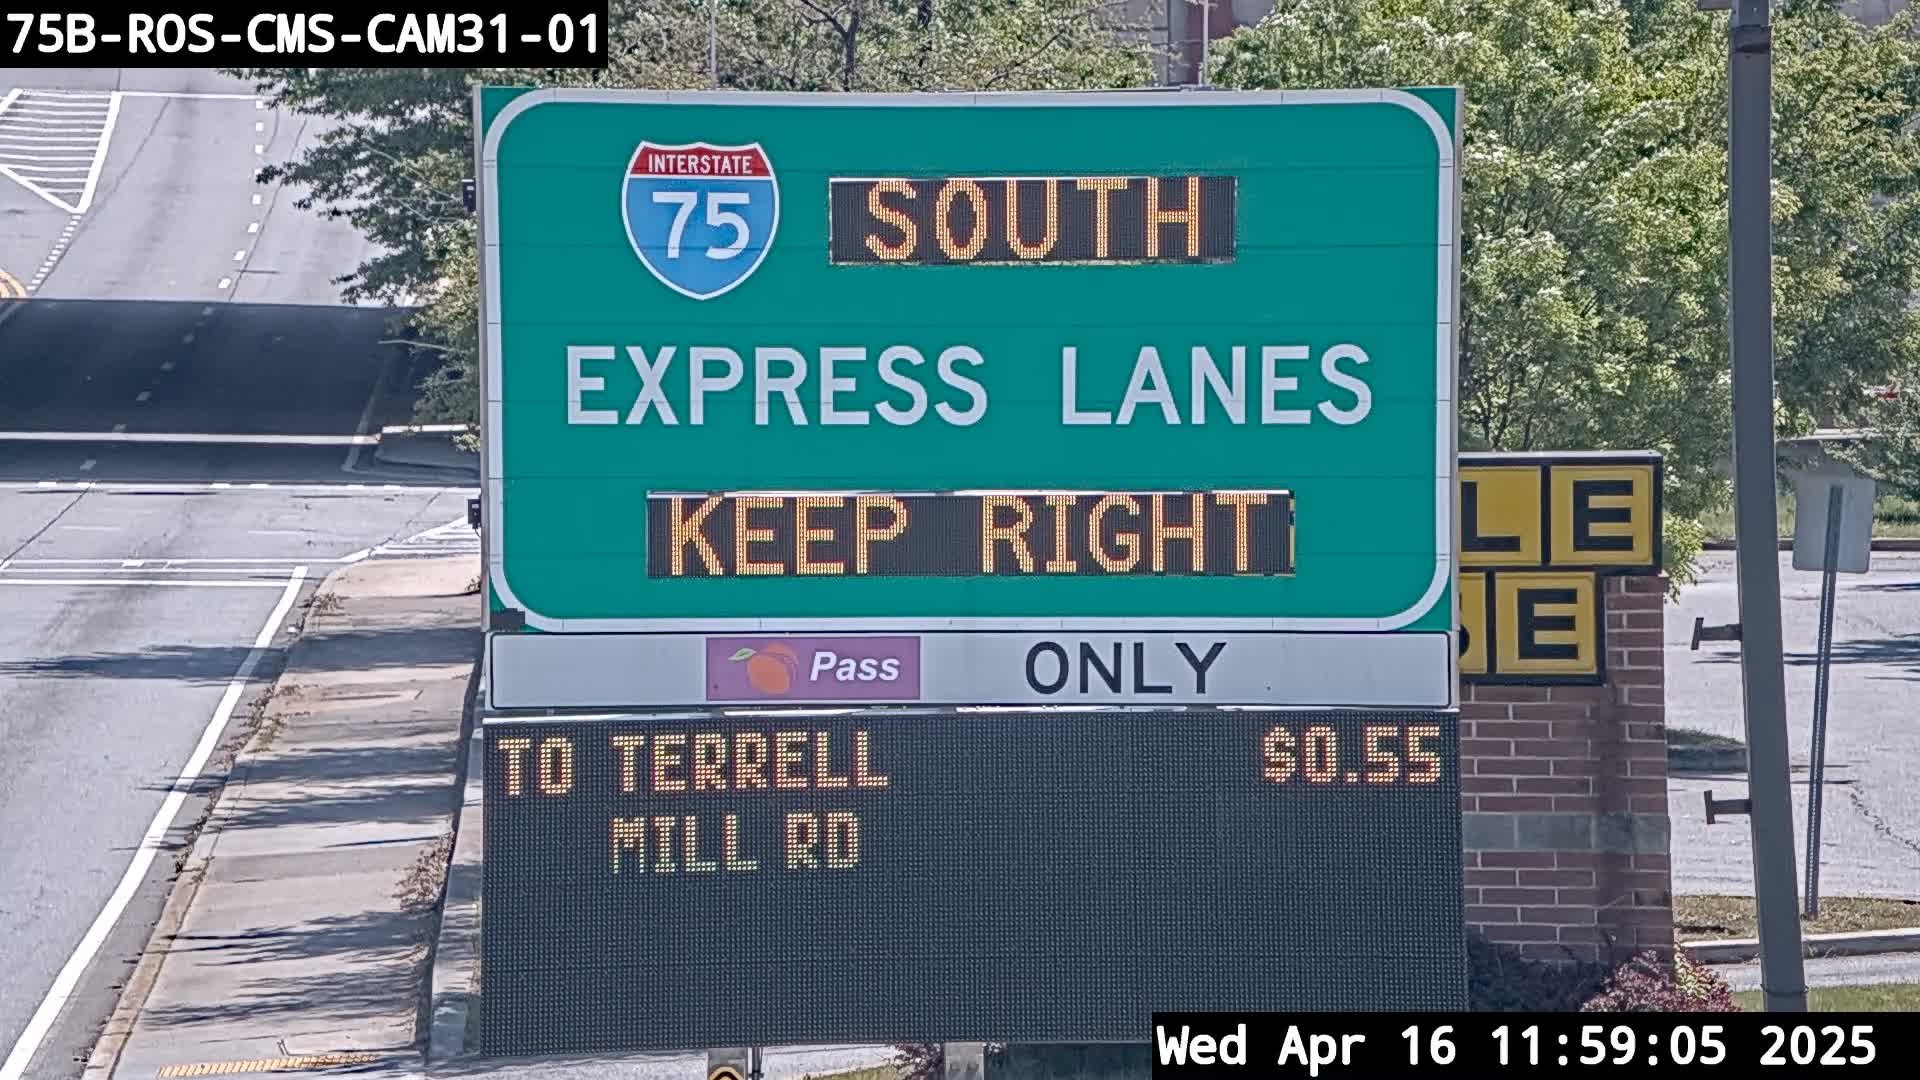 75B-ROS-CMS-CAM31-01
INTERSTATE
75
SOUTH
EXPRESS LANES
KEEP RIGHT
Pass ONLY
TO TERRELL $0.55
MILL RD
LE
E
Wed Apr 16 11:59:05 2025